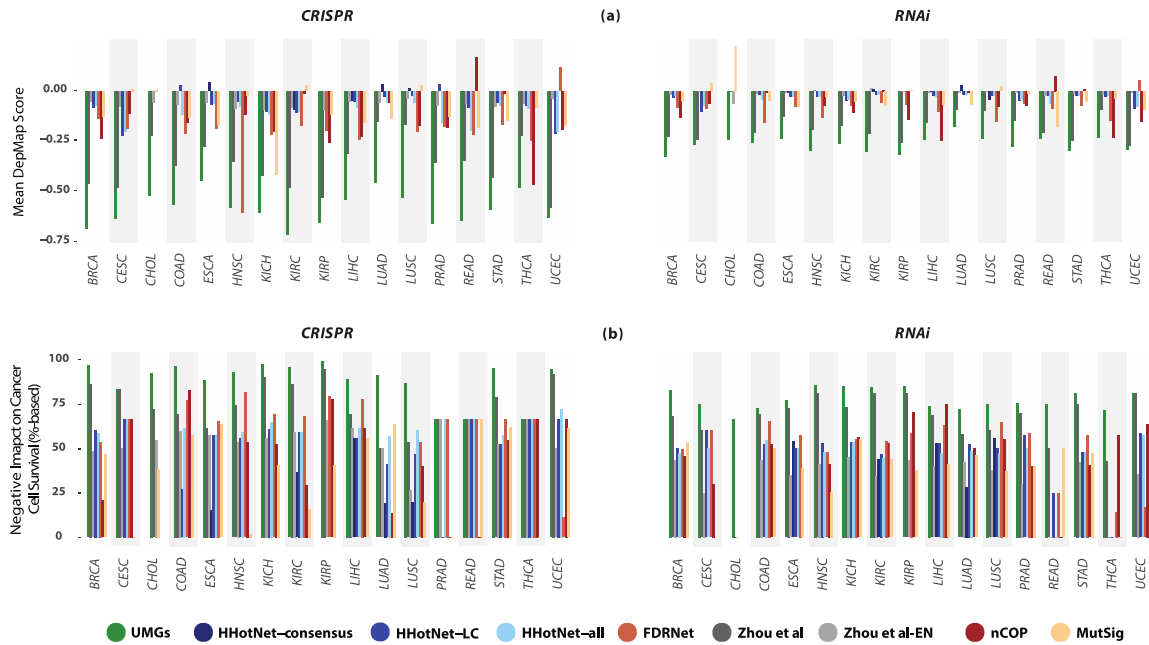 CRISPR (a) RNAi
Mean DepMap Score
0.00
−0.25
−0.50
−0.75
BRCA CESC CHOL COAD ESCA HNSC KICH KIRC KIRP LIHC LUAD LUSC PRAD READ STAD THCA UCEC
BRCA CESC CHOL COAD ESCA HNSC KICH KIRC KIRP LIHC LUAD LUSC PRAD READ STAD THCA UCEC
CRISPR (b) RNAi
Negative Imapct on Cancer
Cell Survival (%-based)
100
75
50
25
0
BRCA CESC CHOL COAD ESCA HNSC KICH KIRC KIRP LIHC LUAD LUSC PRAD READ STAD THCA UCEC
BRCA CESC CHOL COAD ESCA HNSC KICH KIRC KIRP LIHC LUAD LUSC PRAD READ STAD THCA UCEC
UMGs HHotNet−consensus HHotNet−LC HHotNet−all FDRNet Zhou et al Zhou et al-EN nCOP MutSig